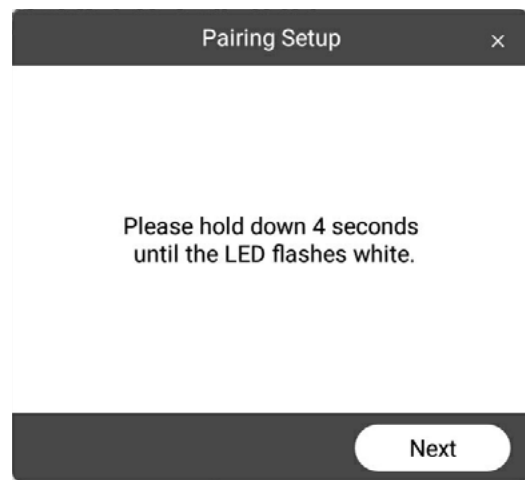 Pairing Setup
Please hold down 4 seconds
until the LED flashes white.
Next